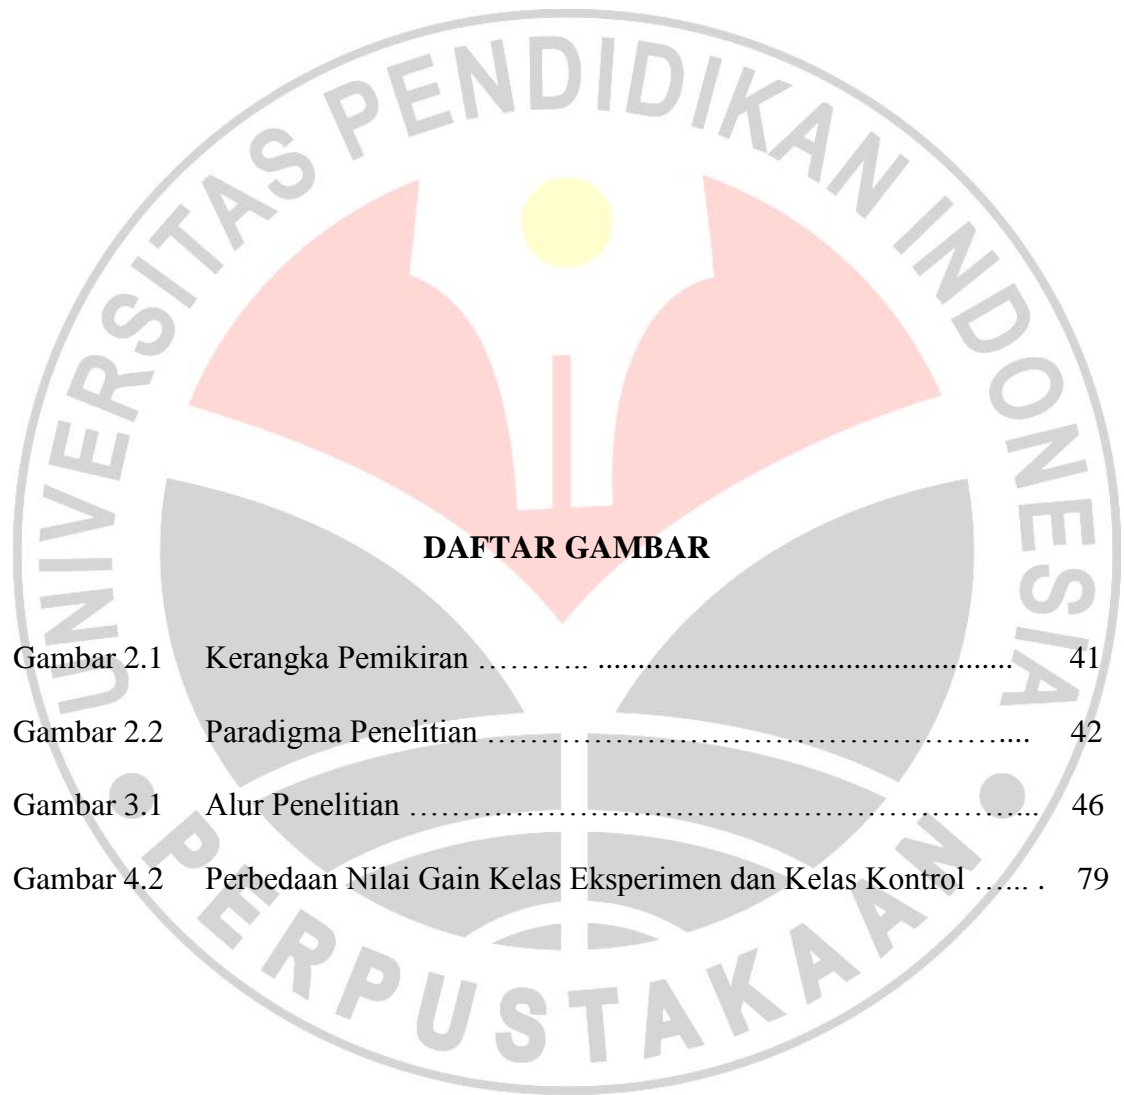 UNIVERSITAS PENDIDIKAN INDONESIA
DAFTAR GAMBAR
Gambar 2.1 Kerangka Pemikiran ……….. ....................................................... 41
Gambar 2.2 Paradigma Penelitian ………………………………………….... 42
Gambar 3.1 Alur Penelitian …………………………………………………... 46
Gambar 4.2 Perbedaan Nilai Gain Kelas Eksperimen dan Kelas Kontrol …... . 79
PERPUSTAKAAN